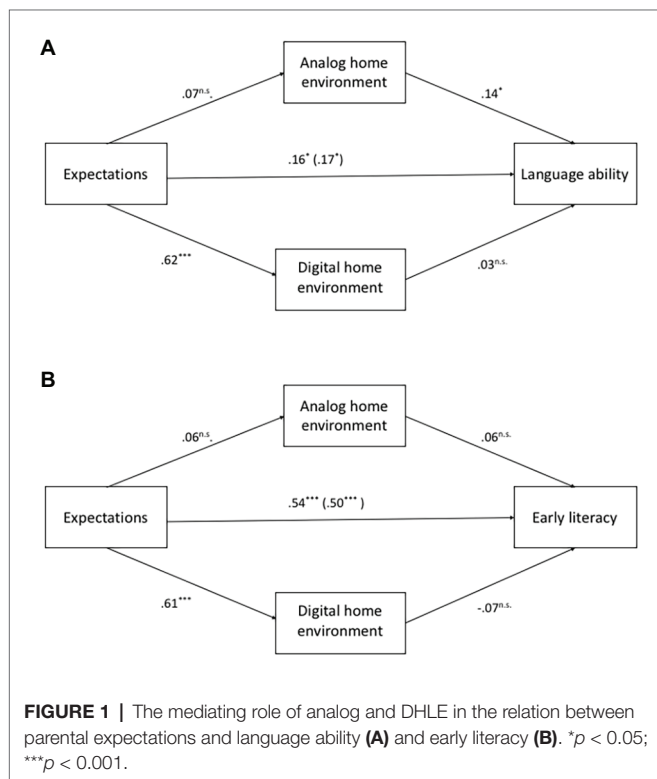 A
Analog home
environment
.07n.s.
.14*
.16* (.17*)
Expectations
Language ability
.62***
.03n.s.
Digital home
environment
B
Analog home
environment
.06n.s.
.06n.s.
.54*** (.50*** )
Expectations
Early literacy
.61***
-.07n.s.
Digital home
environment
FIGURE 1 | The mediating role of analog and DHLE in the relation between
parental expectations and language ability (A) and early literacy (B). *p < 0.05;
***p < 0.001.